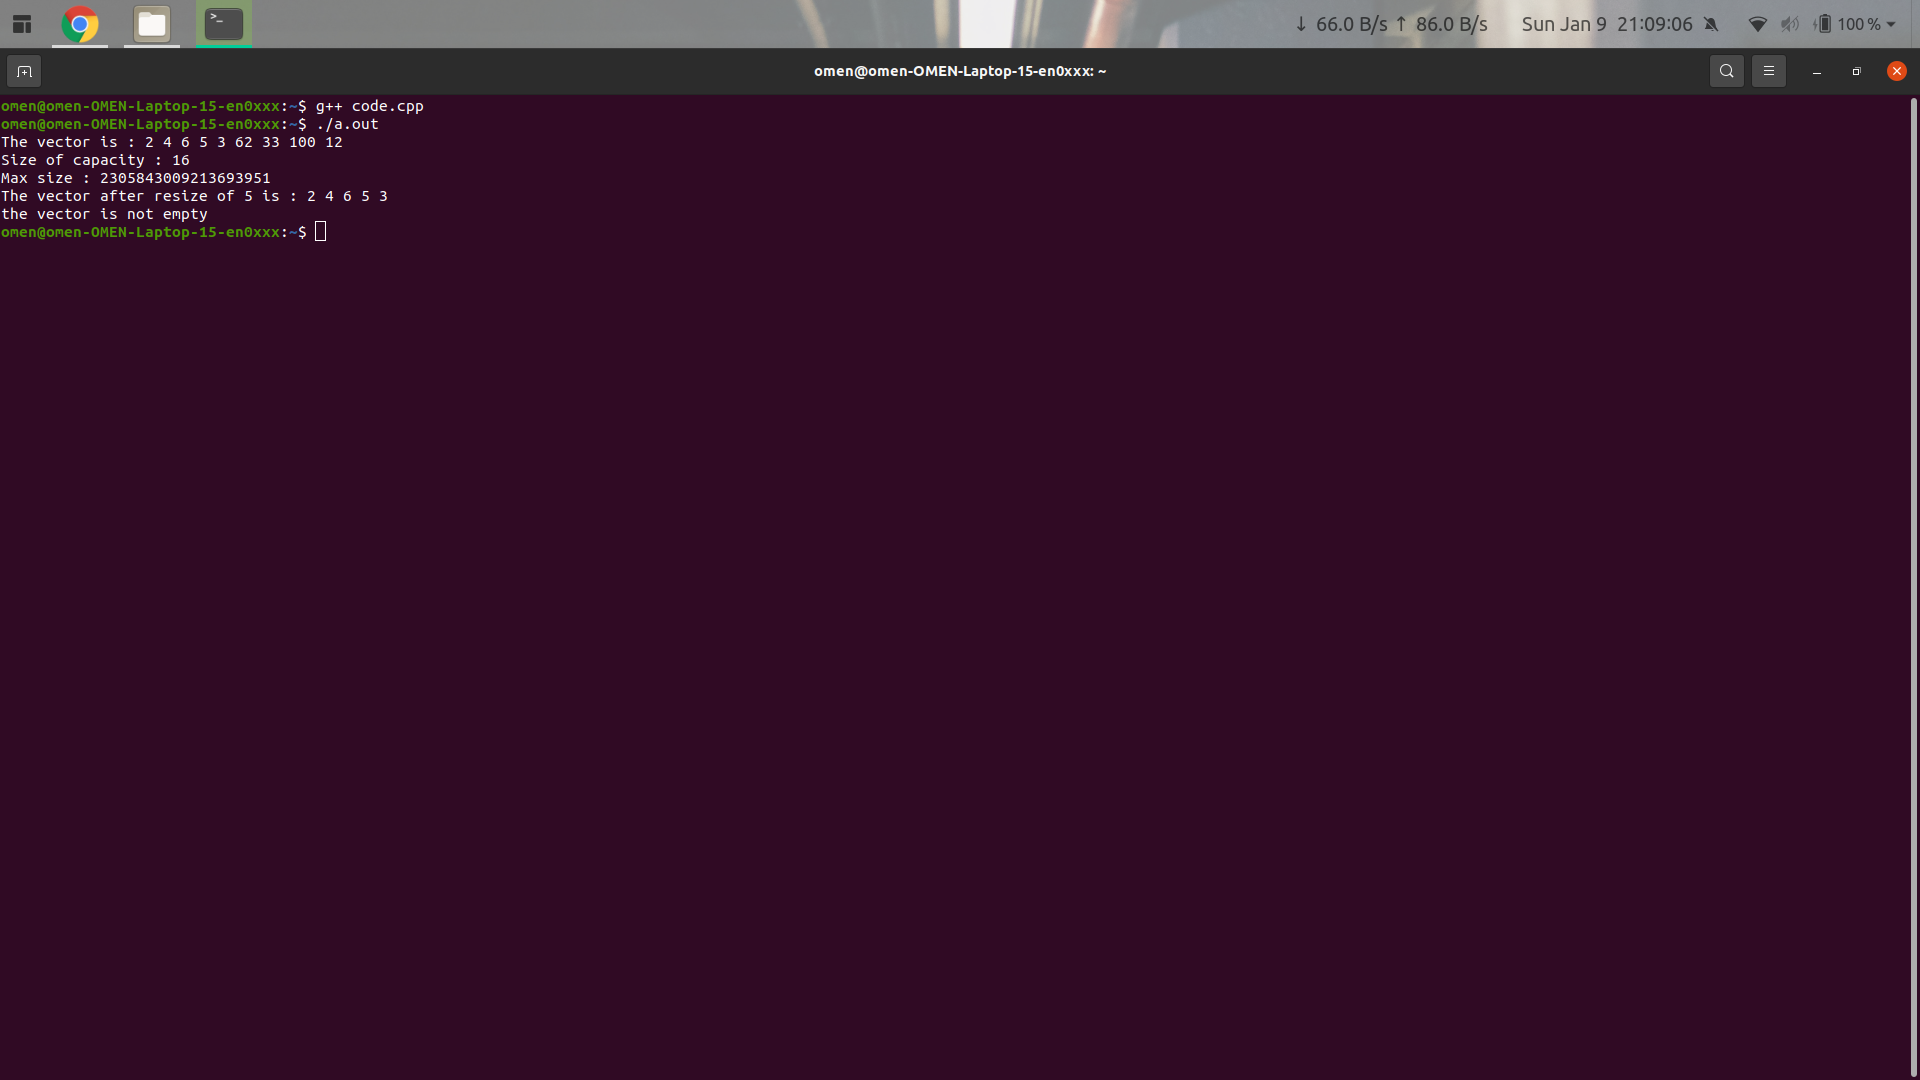 ↓ 66.0 B/s ↑ 86.0 B/s Sun Jan 9 21:09:06 100 %
omen@omen-OMEN-Laptop-15-en0xxx: ~
omen@omen-OMEN-Laptop-15-en0xxx:~$ g++ code.cpp
omen@omen-OMEN-Laptop-15-en0xxx:~$ ./a.out
The vector is : 2 4 6 5 3 62 33 100 12
Size of capacity : 16
Max size : 2305843009213693951
The vector after resize of 5 is : 2 4 6 5 3
the vector is not empty
omen@omen-OMEN-Laptop-15-en0xxx:~$